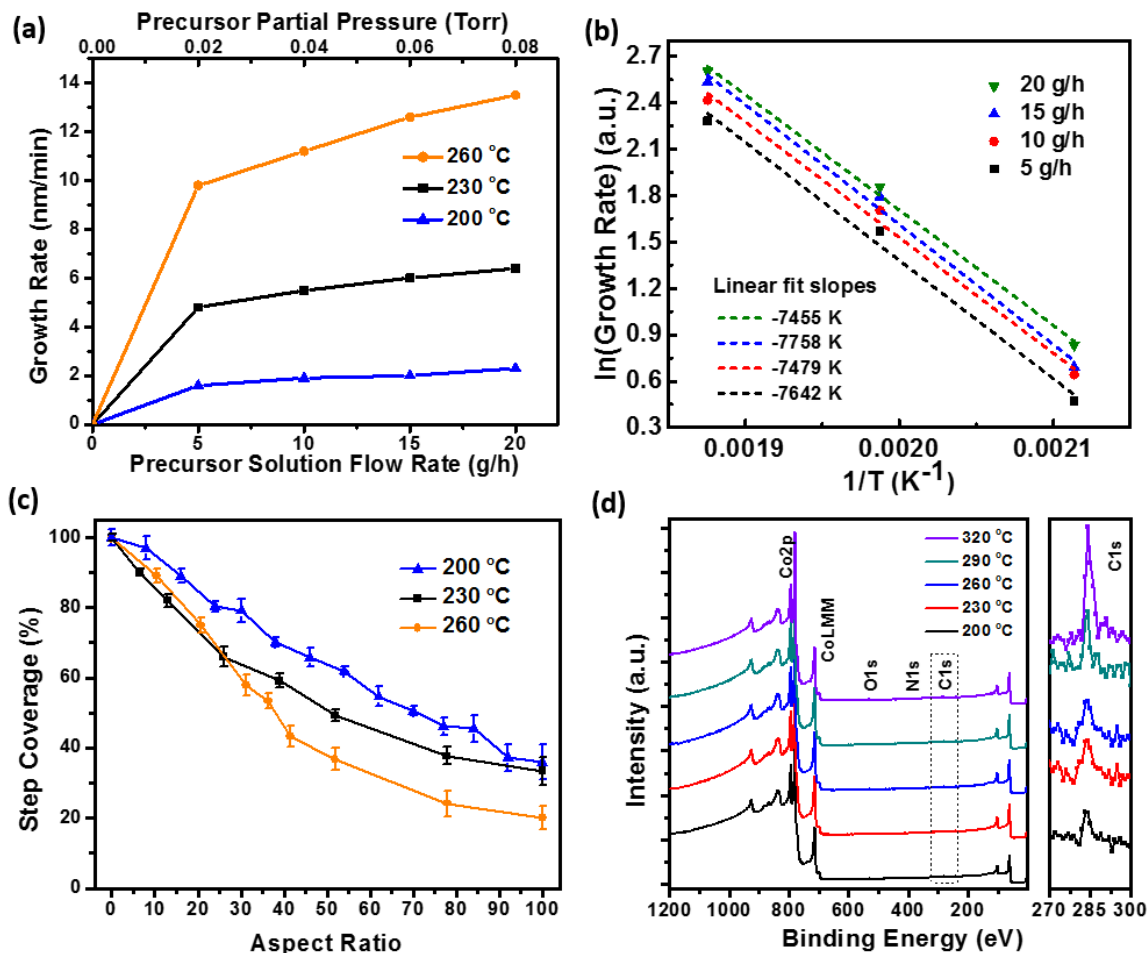 (a)
Precursor Partial Pressure (Torr)
0.00 0.02 0.04 0.06 0.08
14
12
10
8
6
4
2
0
Growth Rate (nm/min)
260 °C
230 °C
200 °C
0 5 10 15 20
Precursor Solution Flow Rate (g/h)
(b)
2.7
2.4
2.1
1.8
1.5
1.2
0.9
0.6
0.3
ln(Growth Rate) (a.u.)
20 g/h
15 g/h
10 g/h
5 g/h
Linear fit slopes
-7455 K
-7758 K
-7479 K
-7642 K
0.0019 0.0020 0.0021
1/T (K⁻¹)
(c)
100
80
60
40
20
0
Step Coverage (%)
200 °C
230 °C
260 °C
0 10 20 30 40 50 60 70 80 90 100
Aspect Ratio
(d)
Intensity (a.u.)
Co2p
CoLMM
O1s
N1s
C1s
320 °C
290 °C
260 °C
230 °C
200 °C
C1s
1200 1000 800 600 400 200
270 285 300
Binding Energy (eV)